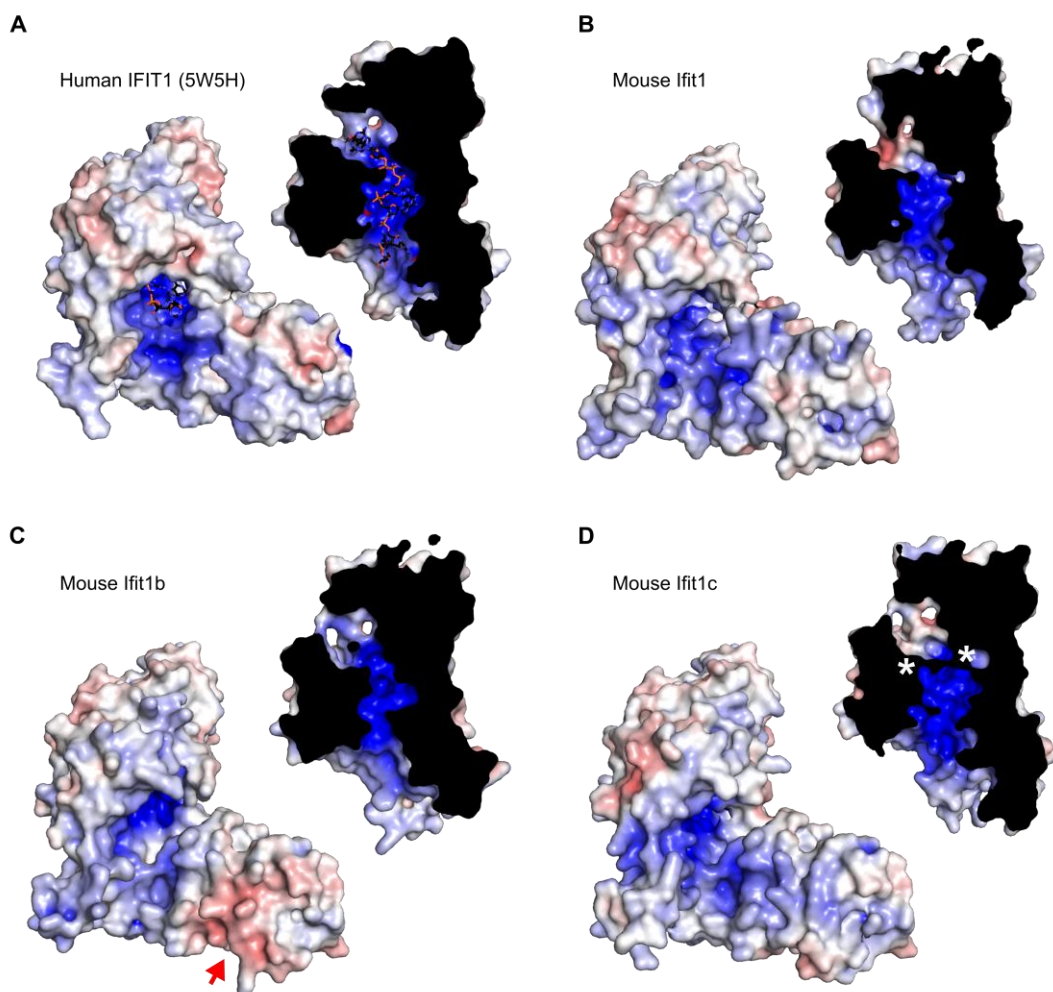 A
Human IFIT1 (5W5H)
B
Mouse Ifit1
C
Mouse Ifit1b
D
Mouse Ifit1c
* *